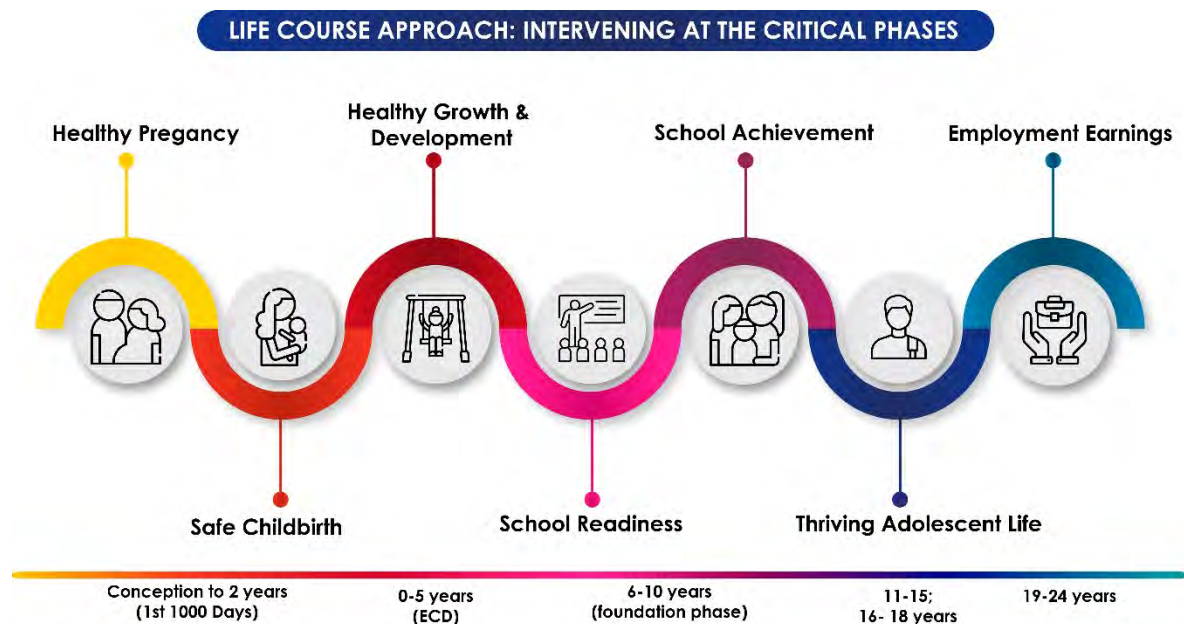 LIFE COURSE APPROACH: INTERVENING AT THE CRITICAL PHASES
Healthy Pregancy
Healthy Growth &
Development
School Achievement
Employment Earnings
Safe Childbirth
School Readiness
Thriving Adolescent Life
Conception to 2 years
(1st 1000 Days)
0-5 years
(ECD)
6-10 years
(foundation phase)
11-15;
16- 18 years
19-24 years